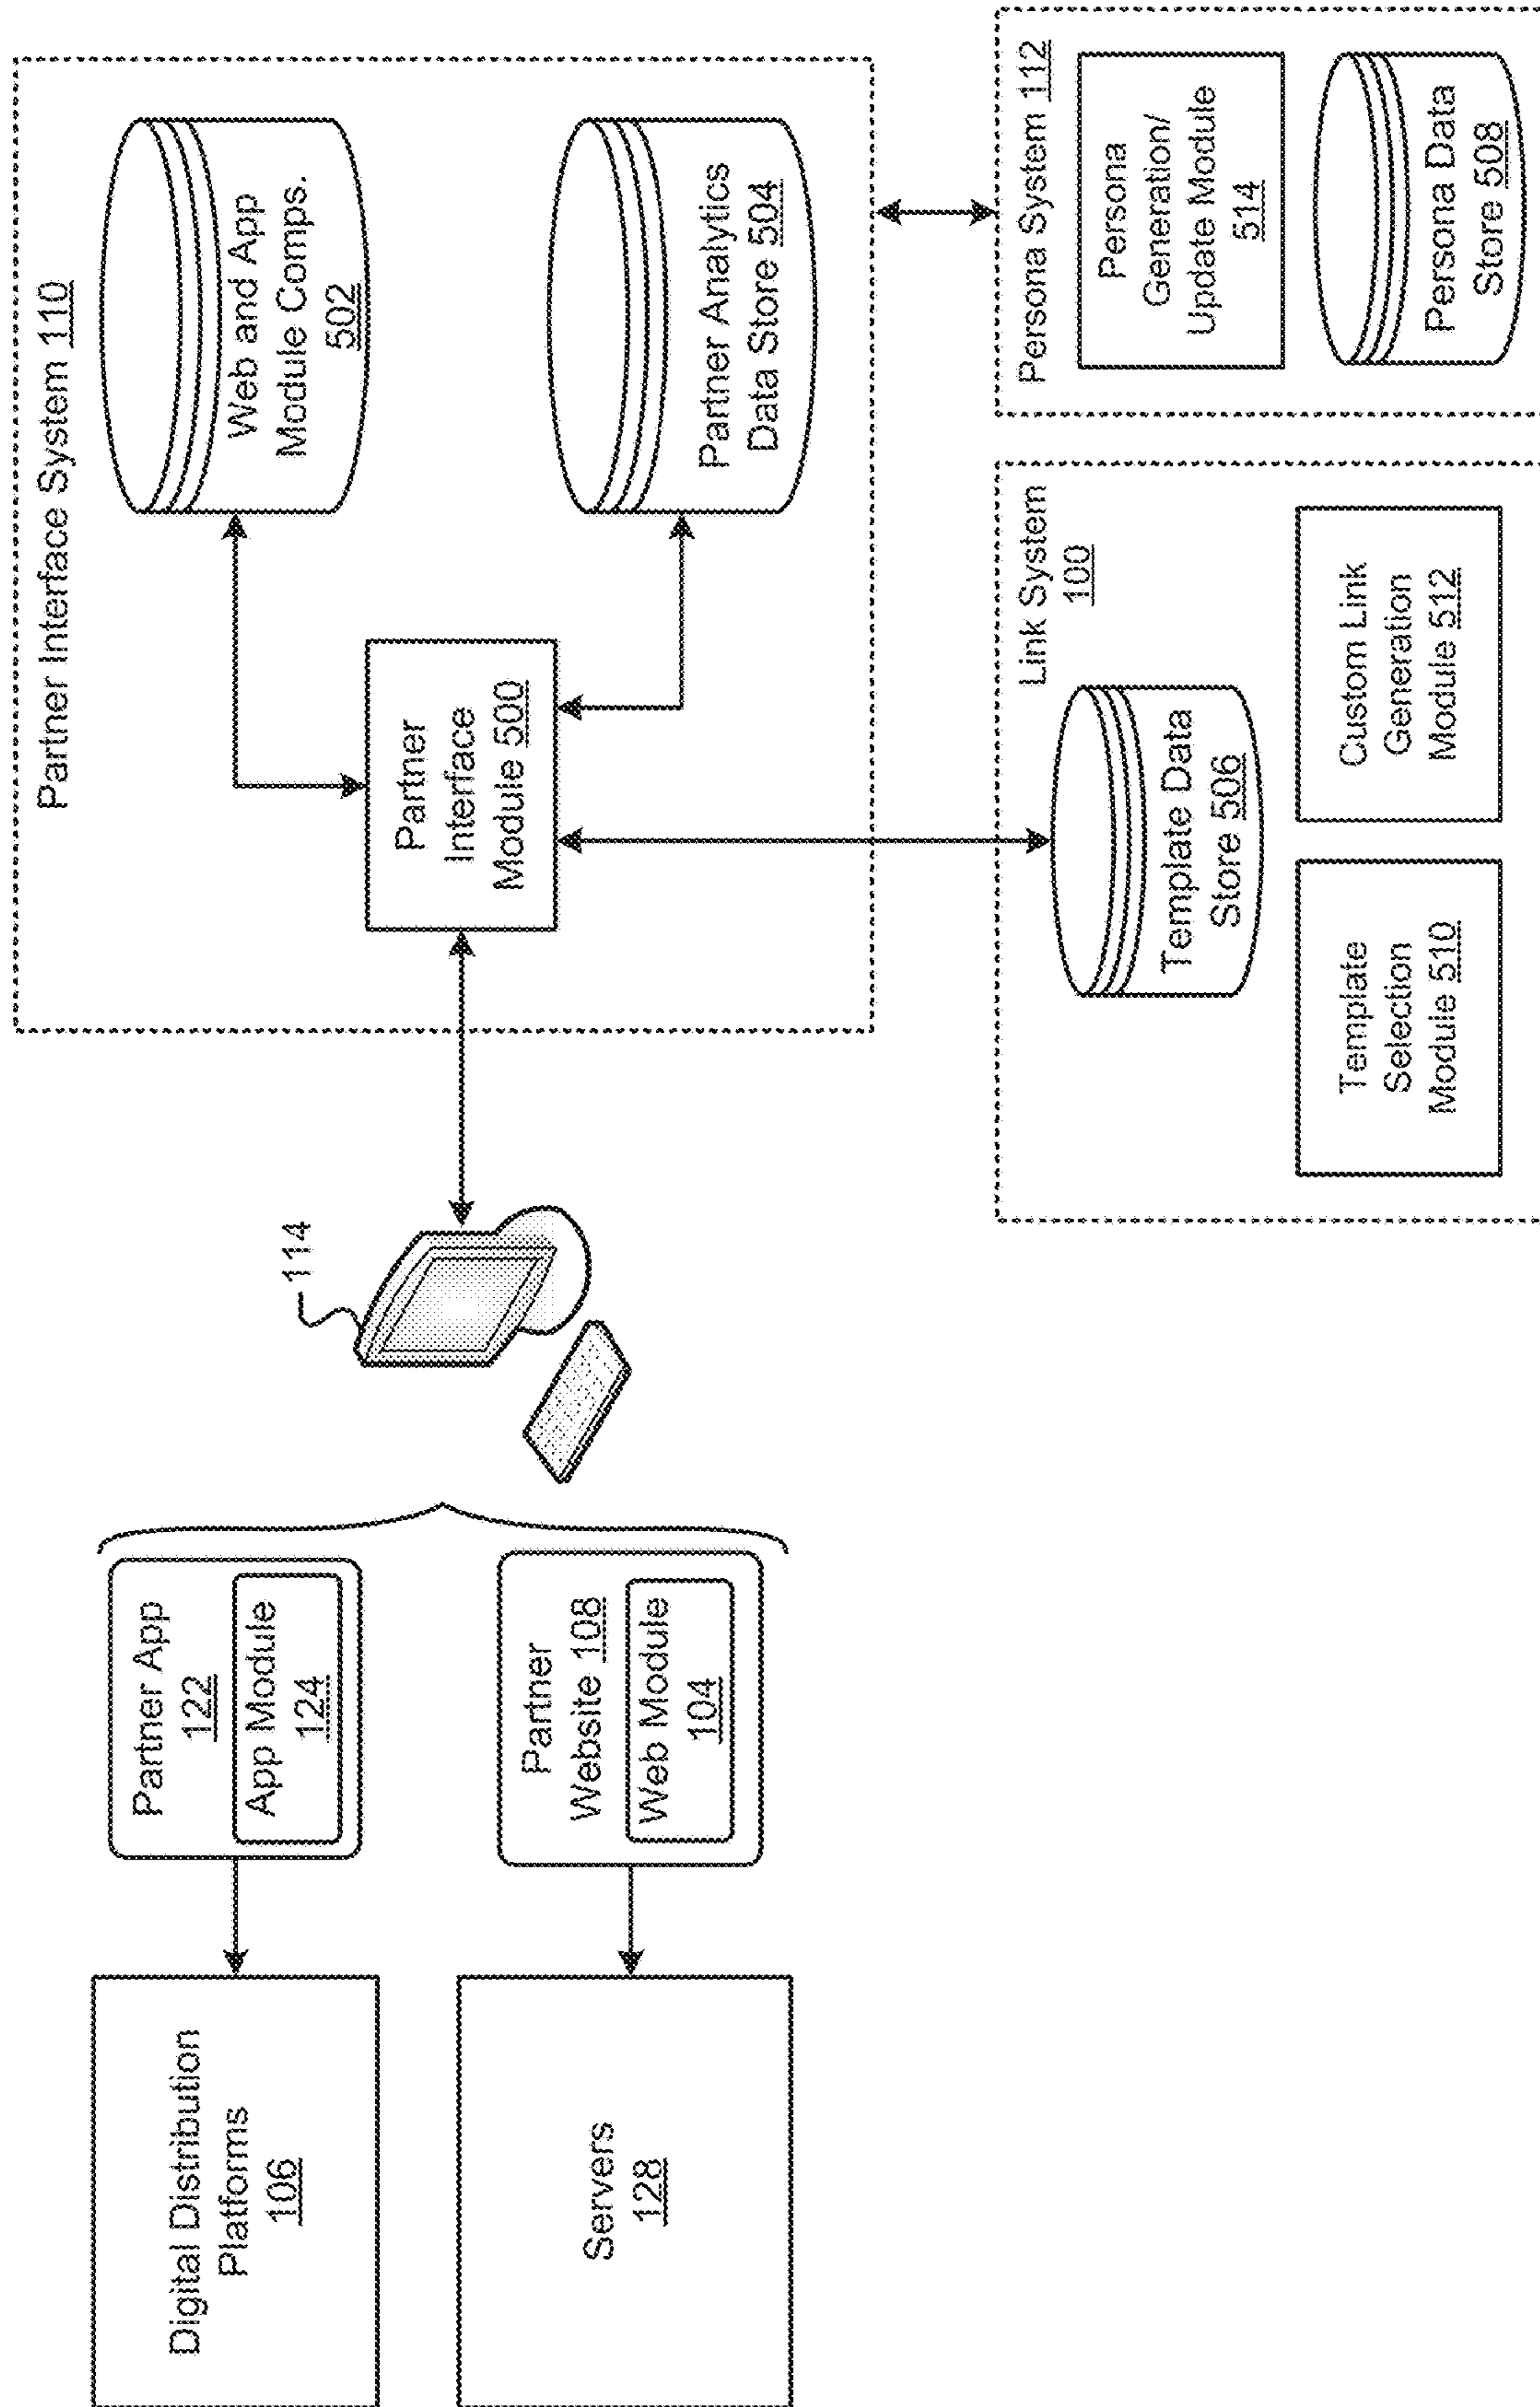 Digital Distribution
Platforms
106
Servers
128
Partner App
122
App Module
124
Partner
Website 108
Web Module
104
114
Partner Interface System 110
Partner
Interface
Module 500
Web and App
Module Comps.
502
Partner Analytics
Data Store 504
Link System
100
Template Data
Store 506
Template
Selection
Module 510
Custom Link
Generation
Module 512
Persona System 112
Persona
Generation/
Update Module
514
Persona Data
Store 508